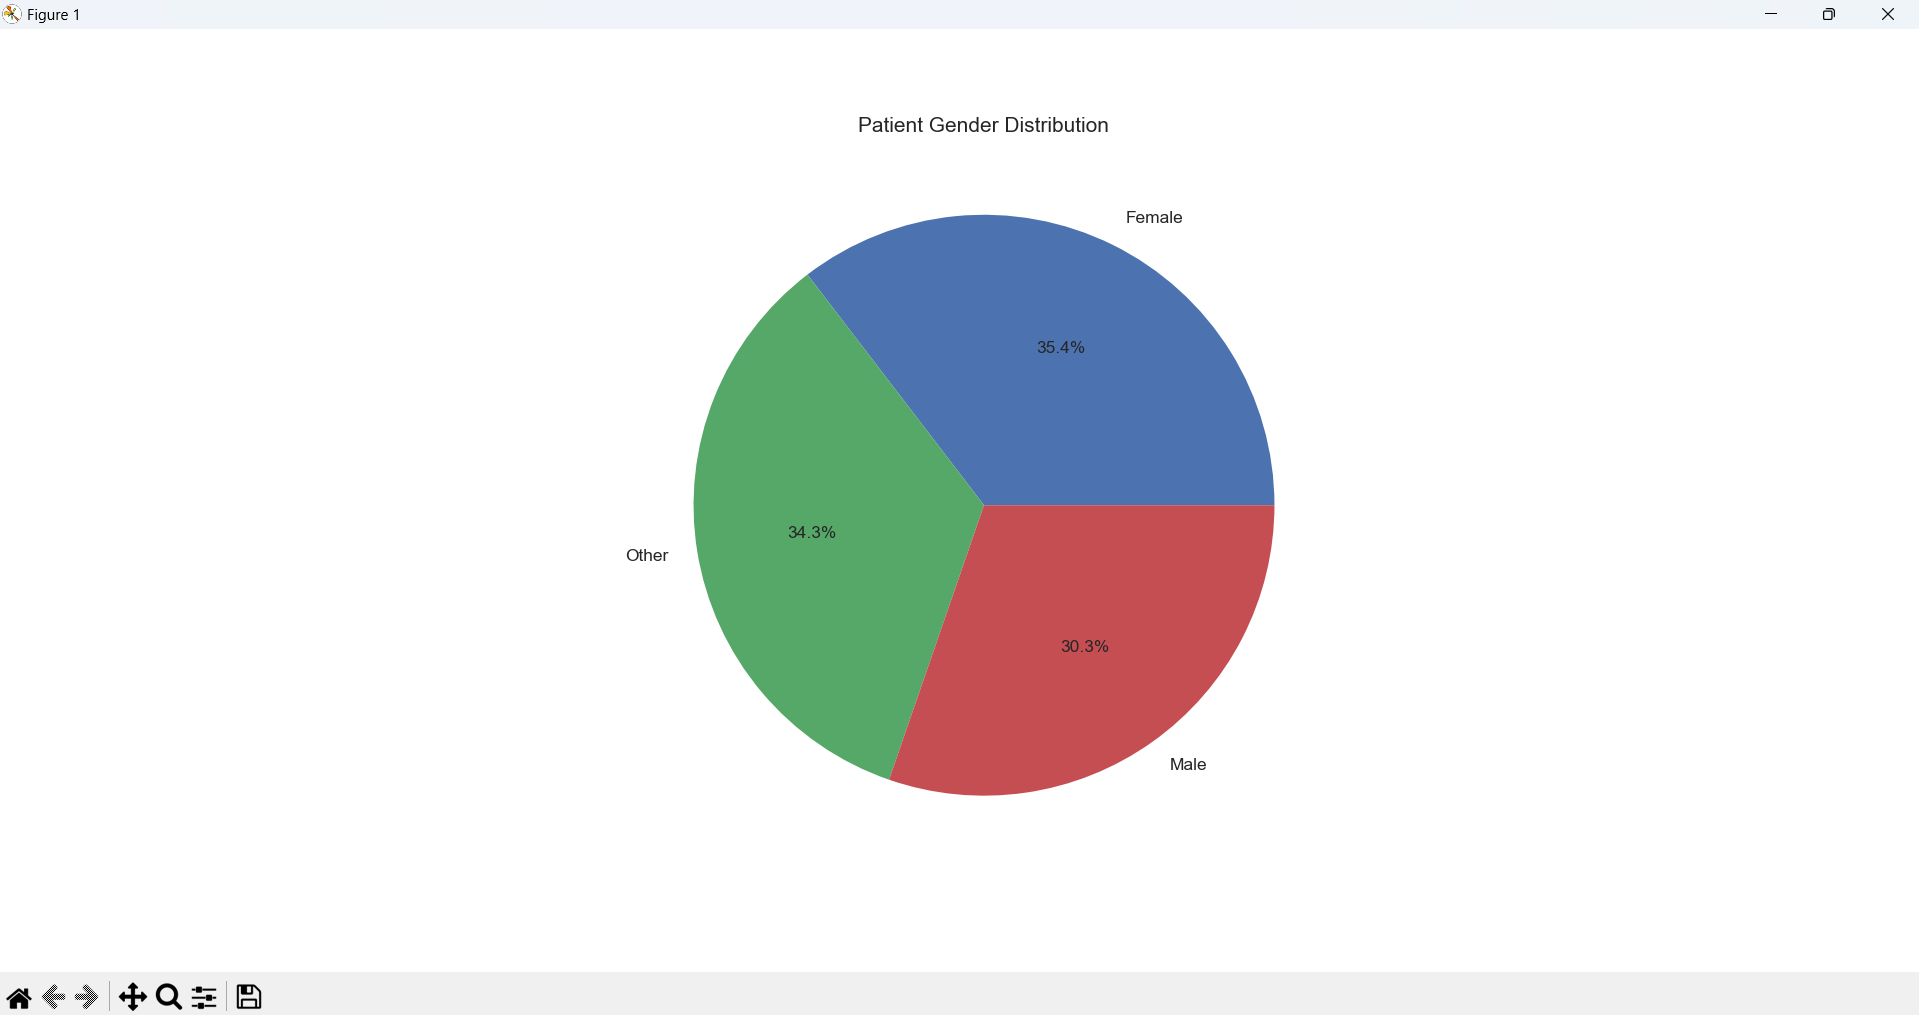 Figure 1
Patient Gender Distribution
Female
35.4%
34.3%
Other
30.3%
Male